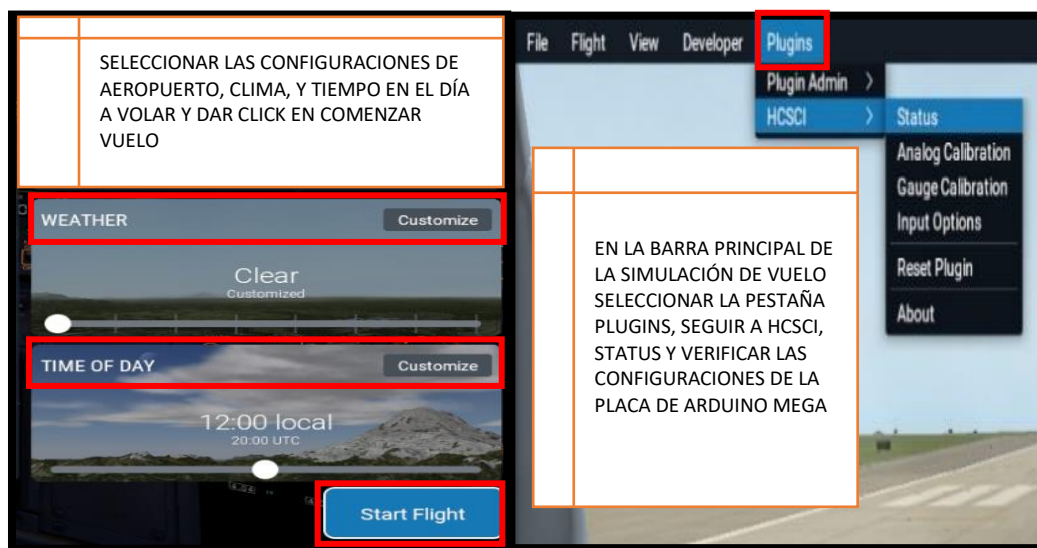 SELECCIONAR LAS CONFIGURACIONES DE
AEROPUERTO, CLIMA, Y TIEMPO EN EL DÍA
A VOLAR Y DAR CLICK EN COMENZAR
VUELO
WEATHER
Customize
Clear
Customized
TIME OF DAY
Customize
12:00 local
20:00 UTC
Start Flight
File Flight View Developer Plugins
Plugin Admin >
HCSCI >
Status
Analog Calibration
Gauge Calibration
Input Options
Reset Plugin
About
EN LA BARRA PRINCIPAL DE
LA SIMULACIÓN DE VUELO
SELECCIONAR LA PESTAÑA
PLUGINS, SEGUIR A HCSCI,
STATUS Y VERIFICAR LAS
CONFIGURACIONES DE LA
PLACA DE ARDUINO MEGA